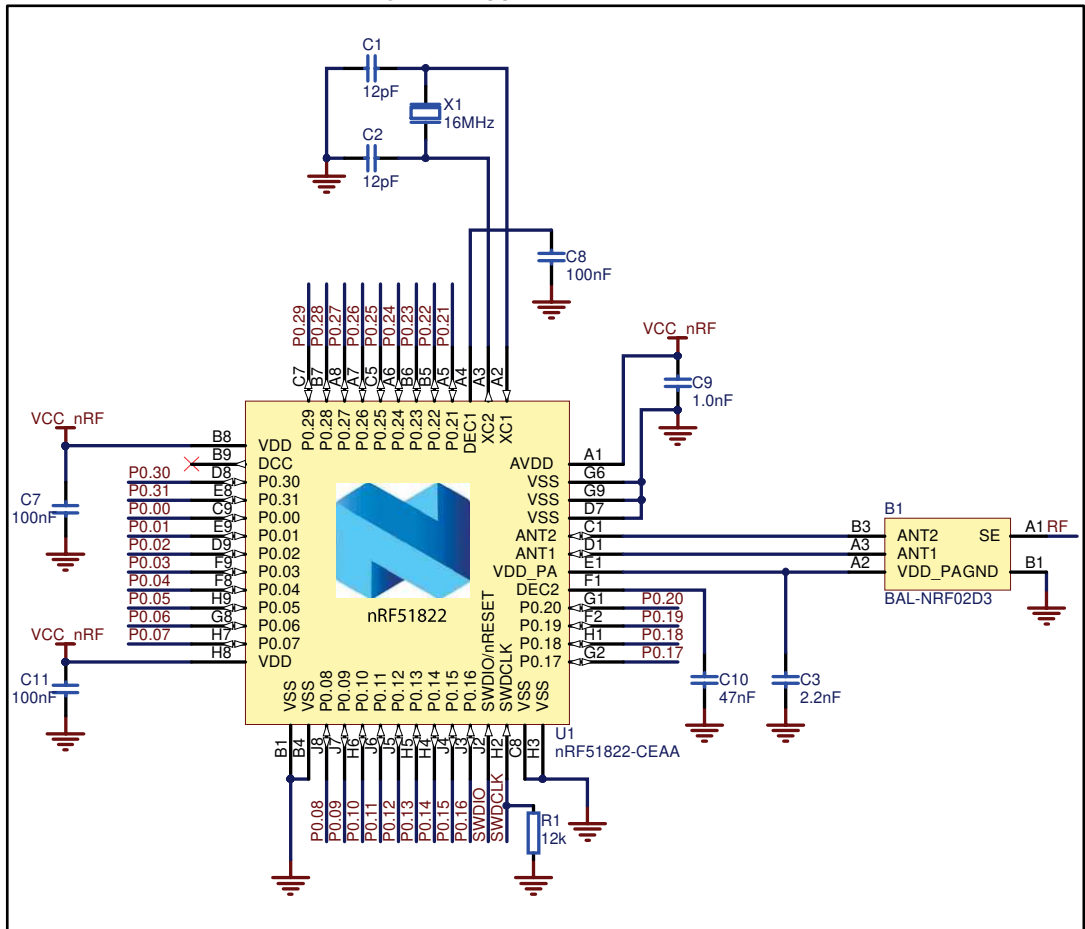 C1
12pF
X1
16MHz
C2
12pF
C8
100nF
P0.29
P0.28
P0.27
P0.26
P0.25
P0.24
P0.23
P0.22
P0.21
C7
B7
A8
A7
C5
A6
B6
B5
A5
A4
A3
A2
VCC_nRF
C9
1.0nF
P0.29
P0.28
P0.27
P0.26
P0.25
P0.24
P0.23
P0.22
P0.21
DEC1
XC2
XC1
VCC_nRF
C7
100nF
B8 VDD
B9 DCC
P0.30 D8 P0.30
P0.31 E8 P0.31
P0.00 C9 P0.00
P0.01 E9 P0.01
P0.02 D9 P0.02
P0.03 F9 P0.03
P0.04 F8 P0.04
P0.05 H9 P0.05
P0.06 G8 P0.06
P0.07 H7 P0.07
H8 VDD
VCC_nRF
C11
100nF
nRF51822
AVDD A1
VSS G6
VSS G9
VSS D7
ANT2 C1
ANT1 D1
VDD_PA E1
DEC2 F1
P0.20 G1 P0.20
P0.19 F2 P0.19
P0.18 H1 P0.18
P0.17 G2 P0.17
B1
B3 ANT2 SE A1 RF
A3 ANT1
A2 VDD_PAGND B1
BAL-NRF02D3
C10
47nF
C3
2.2nF
VSS
VSS
P0.08
P0.09
P0.10
P0.11
P0.12
P0.13
P0.14
P0.15
P0.16
SWDIO/nRESET
SWDCLK
VSS
VSS
U1
nRF51822-CEAA
B1
B4
J8
J7
H6
J6
J5
H5
H4
J4
J3
J2
H2
C8
H3
P0.08
P0.09
P0.10
P0.11
P0.12
P0.13
P0.14
P0.15
P0.16
SWDIO
SWDCLK
R1
12k